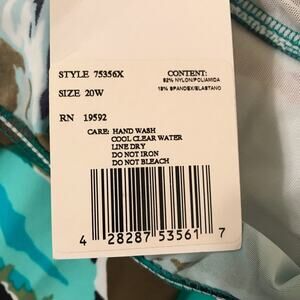 STYLE 75356X
CONTENT:
82% NYLON/POLIAMIDA
SIZE 20W
18% SPANDEX/ELASTANO
RN 19592
CARE: HAND WASH
COOL CLEAR WATER
LINE DRY
DO NOT IRON
DO NOT BLEACH
4 28287 53561 7